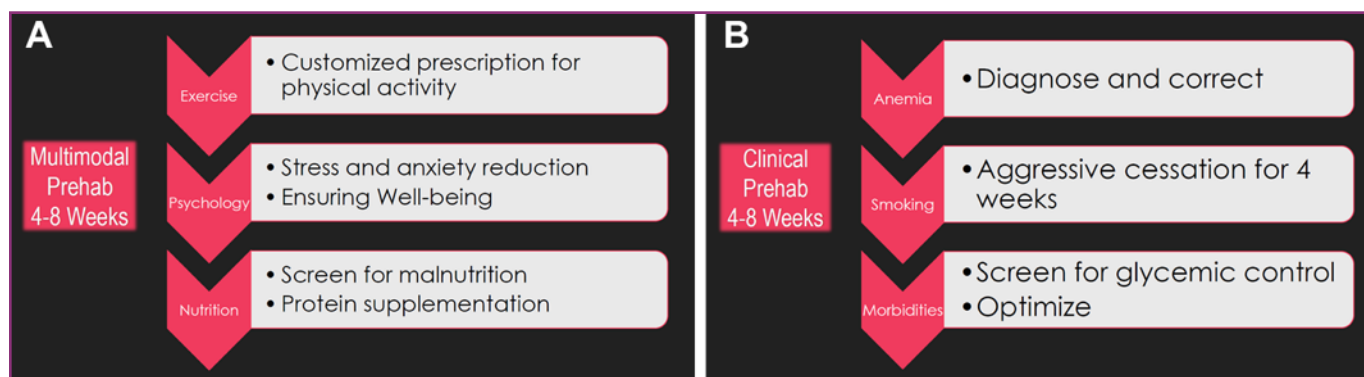 A
Multimodal
Prehab
4-8 Weeks
Exercise
• Customized prescription for
physical activity
Psychology
• Stress and anxiety reduction
• Ensuring Well-being
Nutrition
• Screen for malnutrition
• Protein supplementation
B
Clinical
Prehab
4-8 Weeks
Anemia
• Diagnose and correct
Smoking
• Aggressive cessation for 4
weeks
Morbidities
• Screen for glycemic control
• Optimize